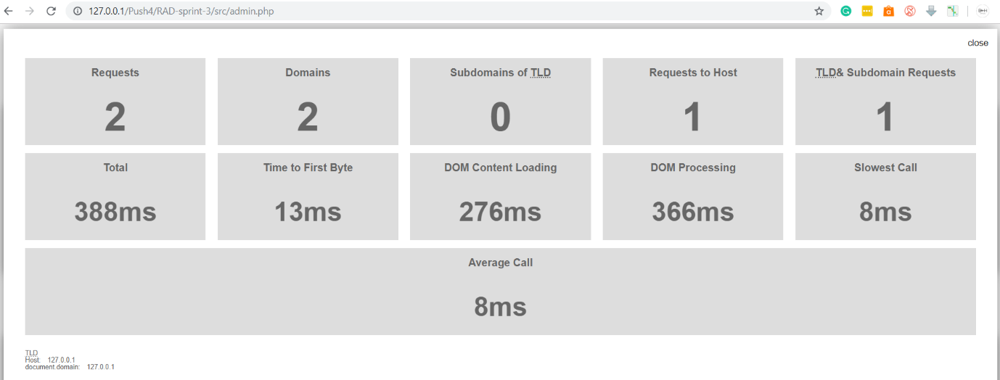 127.0.0.1/Push4/RAD-sprint-3/src/admin.php
close
Requests
2
Domains
2
Subdomains of TLD
0
Requests to Host
1
TLD& Subdomain Requests
1
Total
388ms
Time to First Byte
13ms
DOM Content Loading
276ms
DOM Processing
366ms
Slowest Call
8ms
Average Call
8ms
TLD
Host: 127.0.0.1
document.domain: 127.0.0.1